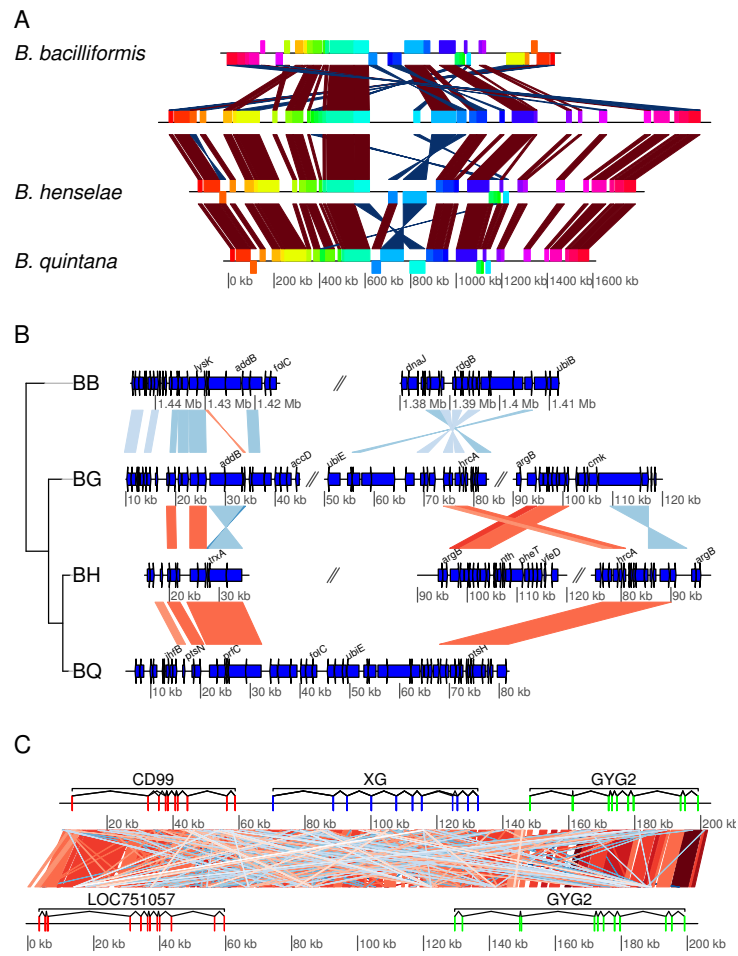 A
B. bacilliformis
B. henselae
B. quintana
0 kb 200 kb 400 kb 600 kb 800 kb 1000 kb 1200 kb 1400 kb 1600 kb
B
lysK addB folC dnaJ rdgB ubiB
BB
1.44 Mb 1.43 Mb 1.42 Mb 1.38 Mb 1.39 Mb 1.4 Mb 1.41 Mb
addB accD ubiE hrcA argB cmk
BG
10 kb 20 kb 30 kb 40 kb 50 kb 60 kb 70 kb 80 kb 90 kb 100 kb 110 kb 120 kb
trxA argB nth pheT yfeD hrcA argB
BH
20 kb 30 kb 90 kb 100 kb 110 kb 120 kb 80 kb 90 kb
ihfB ptsN prfC folC ubiE ptsH
BQ
10 kb 20 kb 30 kb 40 kb 50 kb 60 kb 70 kb 80 kb
C
CD99 XG GYG2
20 kb 40 kb 60 kb 80 kb 100 kb 120 kb 140 kb 160 kb 180 kb 200 kb
LOC751057 GYG2
0 kb 20 kb 40 kb 60 kb 80 kb 100 kb 120 kb 140 kb 160 kb 180 kb 200 kb